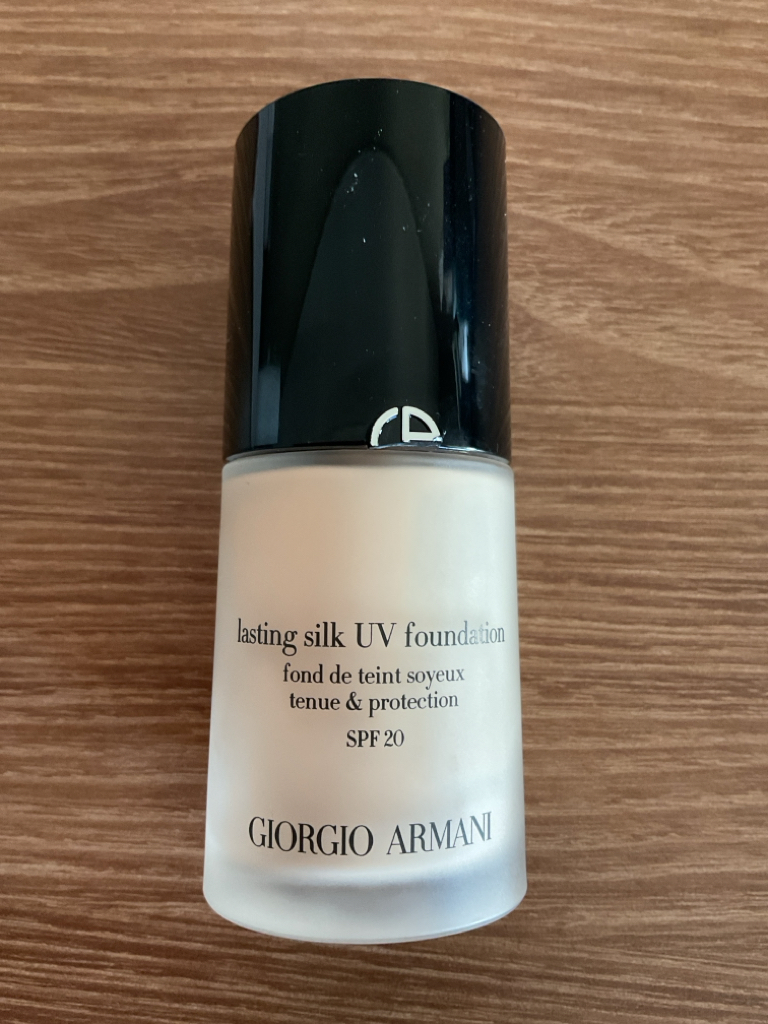 lasting silk UV foundation
fond de teint soyeux
tenue & protection
SPF 20
GIORGIO ARMANI